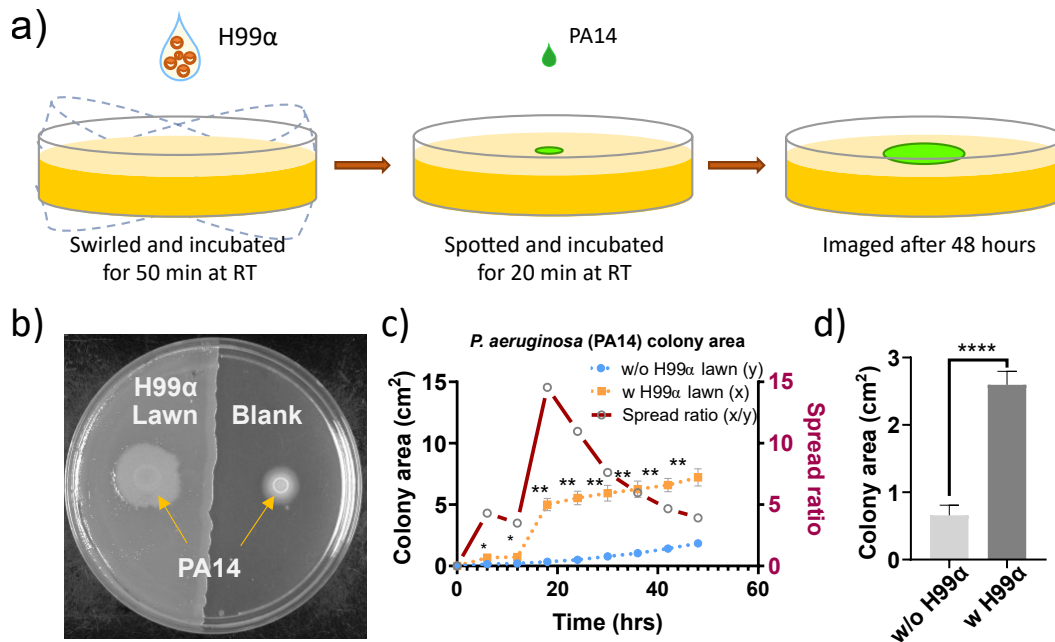 a)
H99α
PA14
Swirled and incubated
for 50 min at RT
Spotted and incubated
for 20 min at RT
Imaged after 48 hours
b)
H99α
Lawn
Blank
PA14
c)
P. aeruginosa (PA14) colony area
w/o H99α lawn (y)
w H99α lawn (x)
Spread ratio (x/y)
Colony area (cm²)
15
10
5
0
15
10
5
0
Spread ratio
*
*
**
**
**
**
**
**
0
20
40
60
Time (hrs)
d)
****
Colony area (cm²)
3
2
1
0
w/o H99α
w H99α